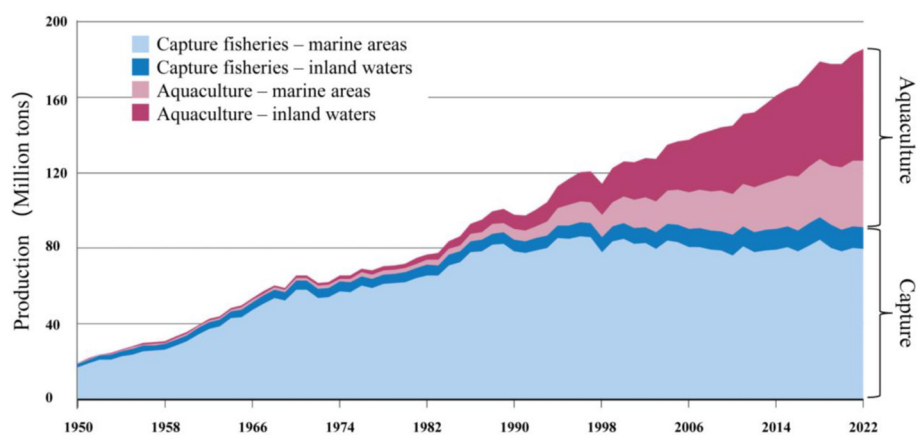 200
160
120
80
40
0
Production (Million tons)
Capture fisheries – marine areas
Capture fisheries – inland waters
Aquaculture – marine areas
Aquaculture – inland waters
Aquaculture
Capture
1950 1958 1966 1974 1982 1990 1998 2006 2014 2022